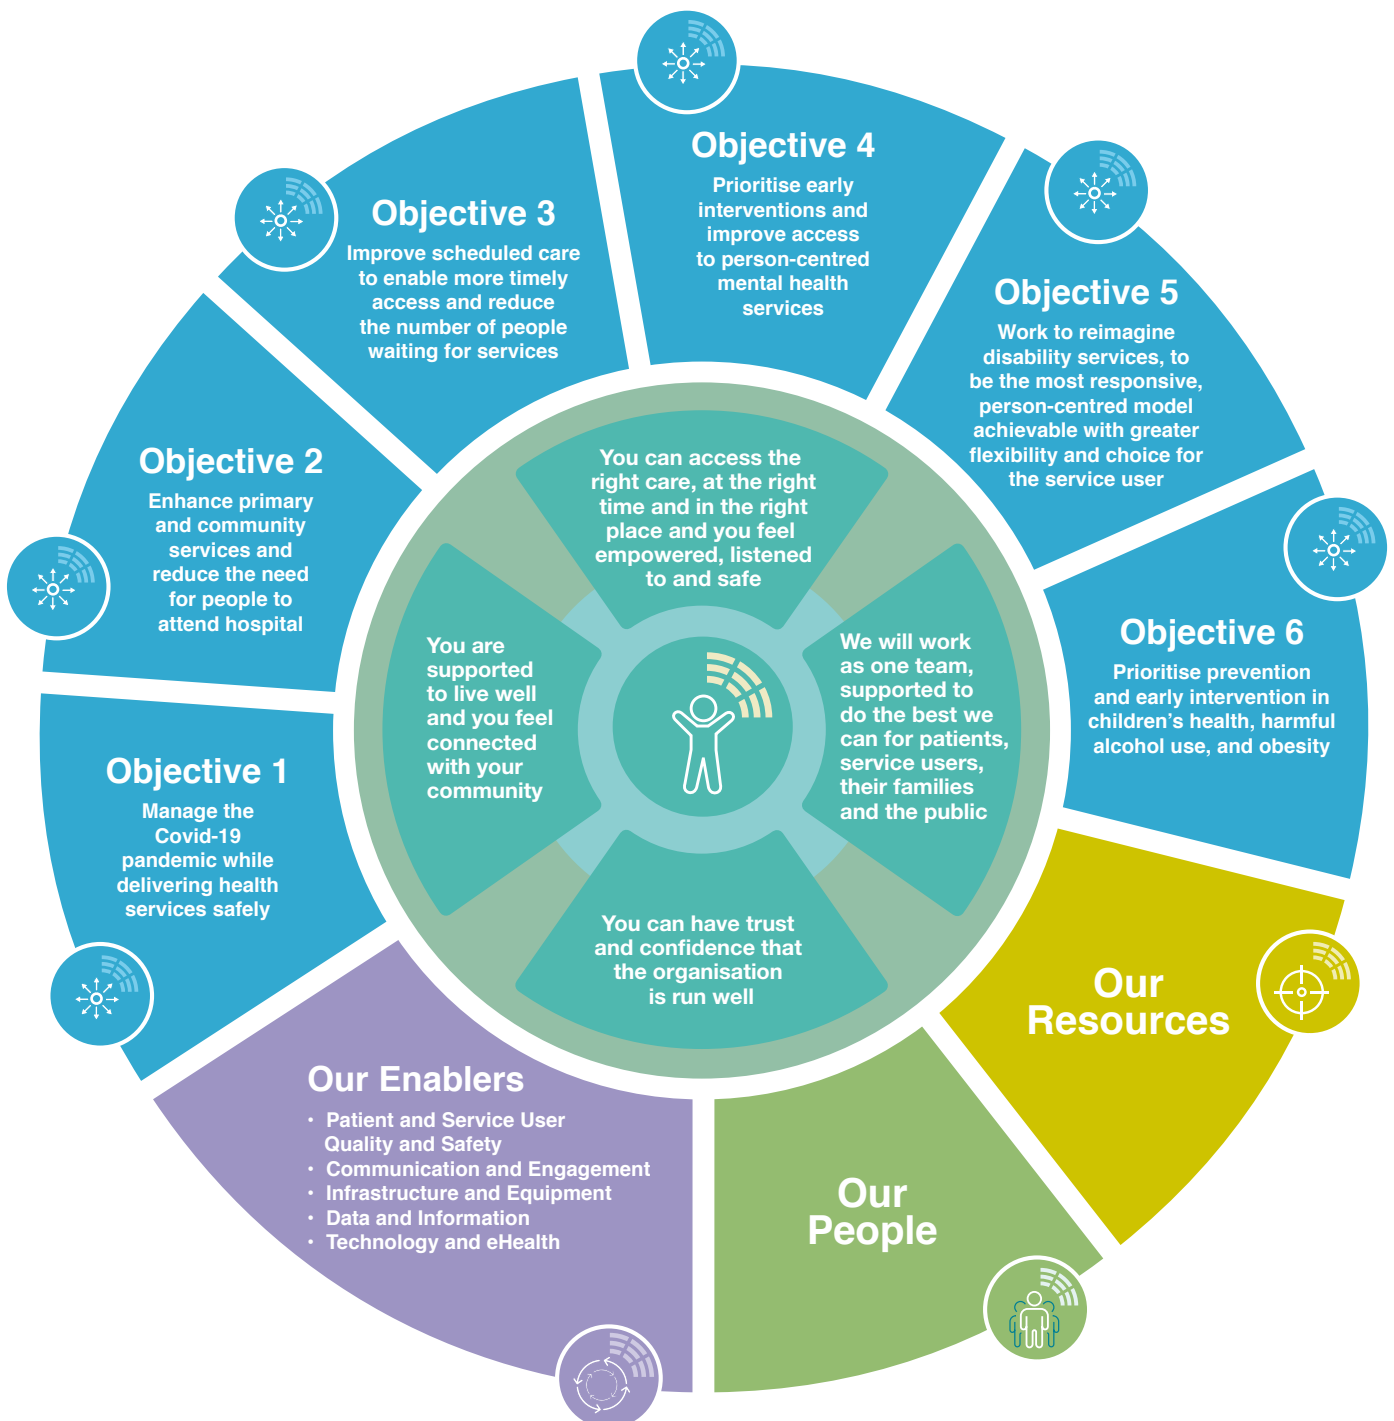 Objective 1
Manage the
Covid-19
pandemic while
delivering health
services safely
Objective 2
Enhance primary
and community
services and
reduce the need
for people to
attend hospital
Objective 3
Improve scheduled care
to enable more timely
access and reduce
the number of people
waiting for services
Objective 4
Prioritise early
interventions and
improve access
to person-centred
mental health
services
Objective 5
Work to reimagine
disability services, to
be the most responsive,
person-centred model
achievable with greater
flexibility and choice for
the service user
Objective 6
Prioritise prevention
and early intervention in
children’s health, harmful
alcohol use, and obesity
Our
Resources
Our
People
Our Enablers
• Patient and Service User
Quality and Safety
• Communication and Engagement
• Infrastructure and Equipment
• Data and Information
• Technology and eHealth
You can access the
right care, at the right
time and in the right
place and you feel
empowered, listened
to and safe
We will work
as one team,
supported to
do the best we
can for patients,
service users,
their families
and the public
You can have trust
and confidence that
the organisation
is run well
You are
supported
to live well
and you feel
connected
with your
community